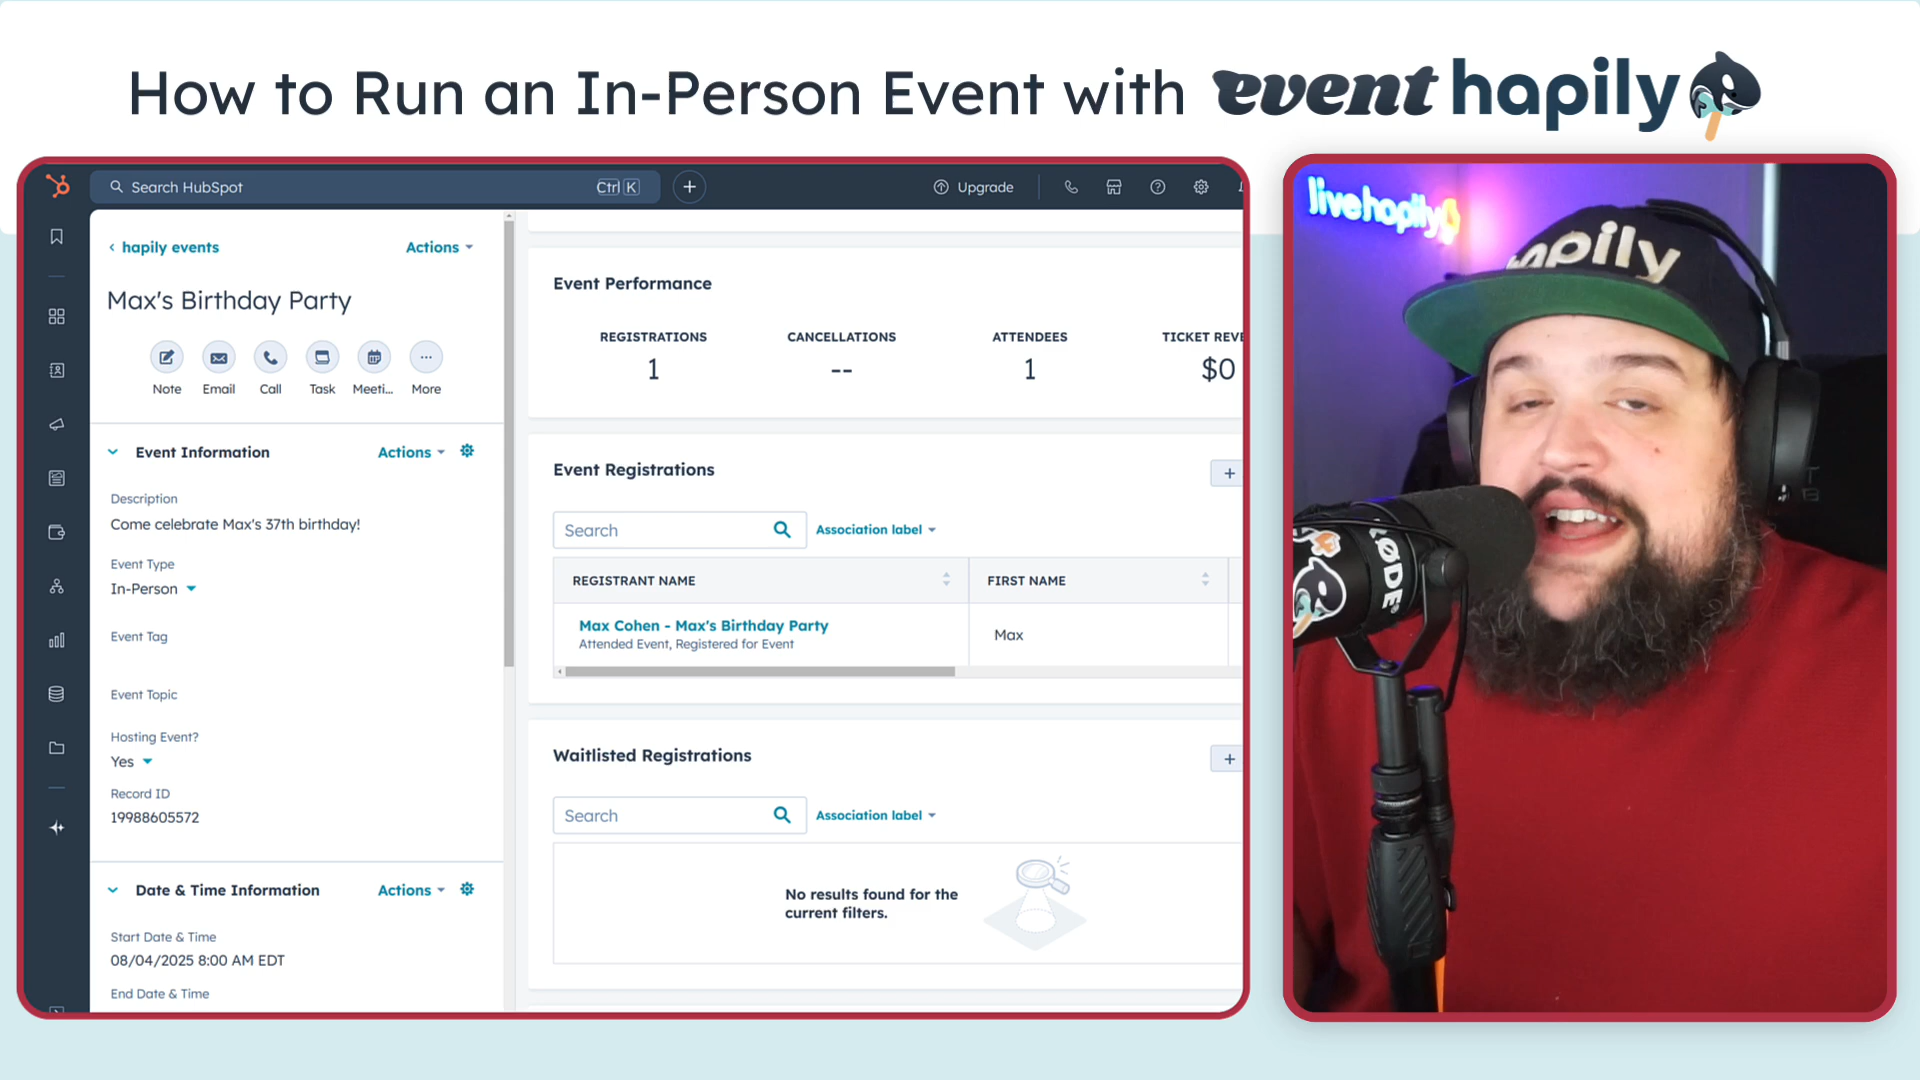 How to Run an In-Person Event with event hapily
Search HubSpot
Ctrl K
Upgrade
hapily events
Actions
Max's Birthday Party
Note
Email
Call
Task
Meeti...
More
Event Information
Actions
Description
Come celebrate Max's 37th birthday!
Event Type
In-Person
Event Tag
Event Topic
Hosting Event?
Yes
Record ID
19988605572
Date & Time Information
Actions
Start Date & Time
08/04/2025 8:00 AM EDT
End Date & Time
Event Performance
REGISTRATIONS
CANCELLATIONS
ATTENDEES
TICKET REVE
1
--
1
$0
Event Registrations
Search
Association label
REGISTRANT NAME
FIRST NAME
Max Cohen - Max's Birthday Party
Attended Event, Registered for Event
Max
Waitlisted Registrations
Search
Association label
No results found for the
current filters.
livehapily
hapily
RØDE